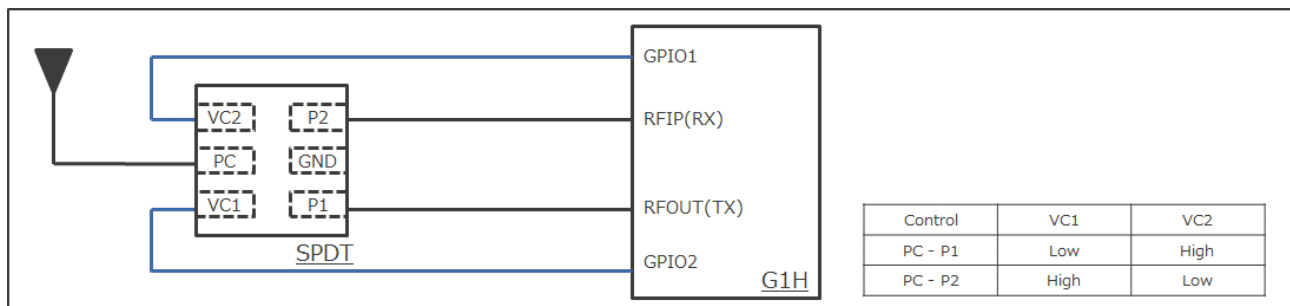 GPIO1
VC2 P2 RFIP(RX)
PC GND
VC1 P1 RFOUT(TX)
SPDT GPIO2
G1H
Control VC1 VC2
PC - P1 Low High
PC - P2 High Low